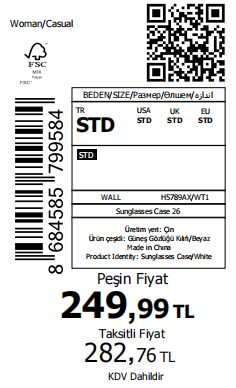 Woman/Casual
FSC
MIX
Paper
FSC®
8 684585 799584
BEDEN/SIZE/Размер/Өлшем/اندازه
TR USA UK EU
STD STD STD STD
STD
WALL H5789AX/WT1
Sunglasses Case 26
Üretim yeri: Çin
Ürün çeşidi: Güneş Gözlüğü Kılıfı/Beyaz
Made in China
Product Identity: Sunglasses Case/White
Peşin Fiyat
249,99 TL
Taksitli Fiyat
282,76 TL
KDV Dahildir